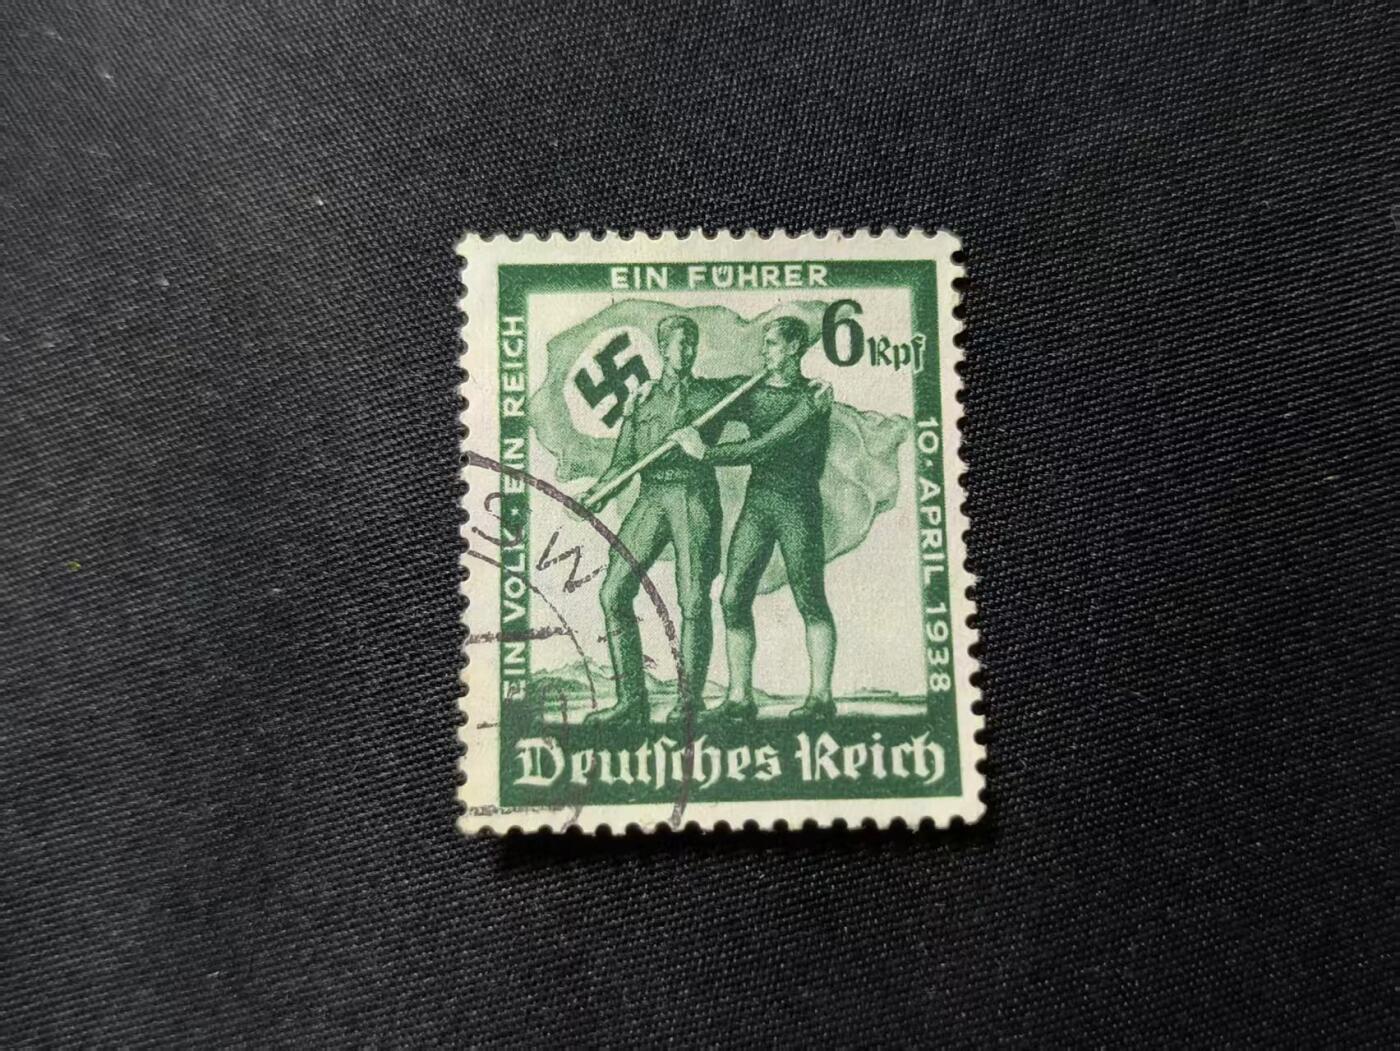 EIN VOLK · EIN REICH
EIN FÜHRER
6 Rpf
10. APRIL 1938
Deutsches Reich